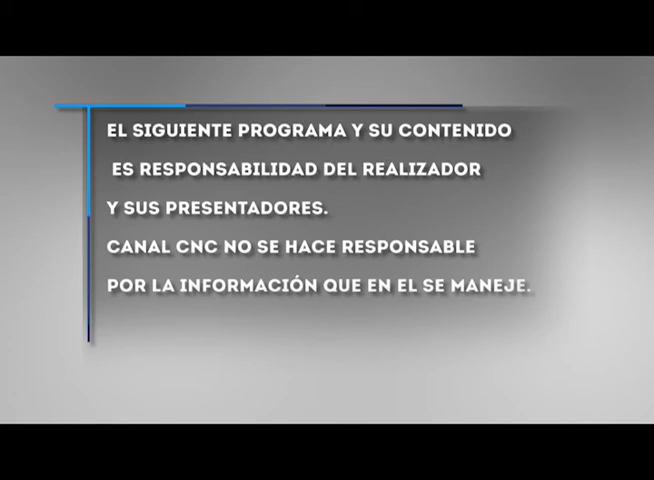 EL SIGUIENTE PROGRAMA Y SU CONTENIDO
ES RESPONSABILIDAD DEL REALIZADOR
Y SUS PRESENTADORES.
CANAL CNC NO SE HACE RESPONSABLE
POR LA INFORMACIÓN QUE EN EL SE MANEJE.